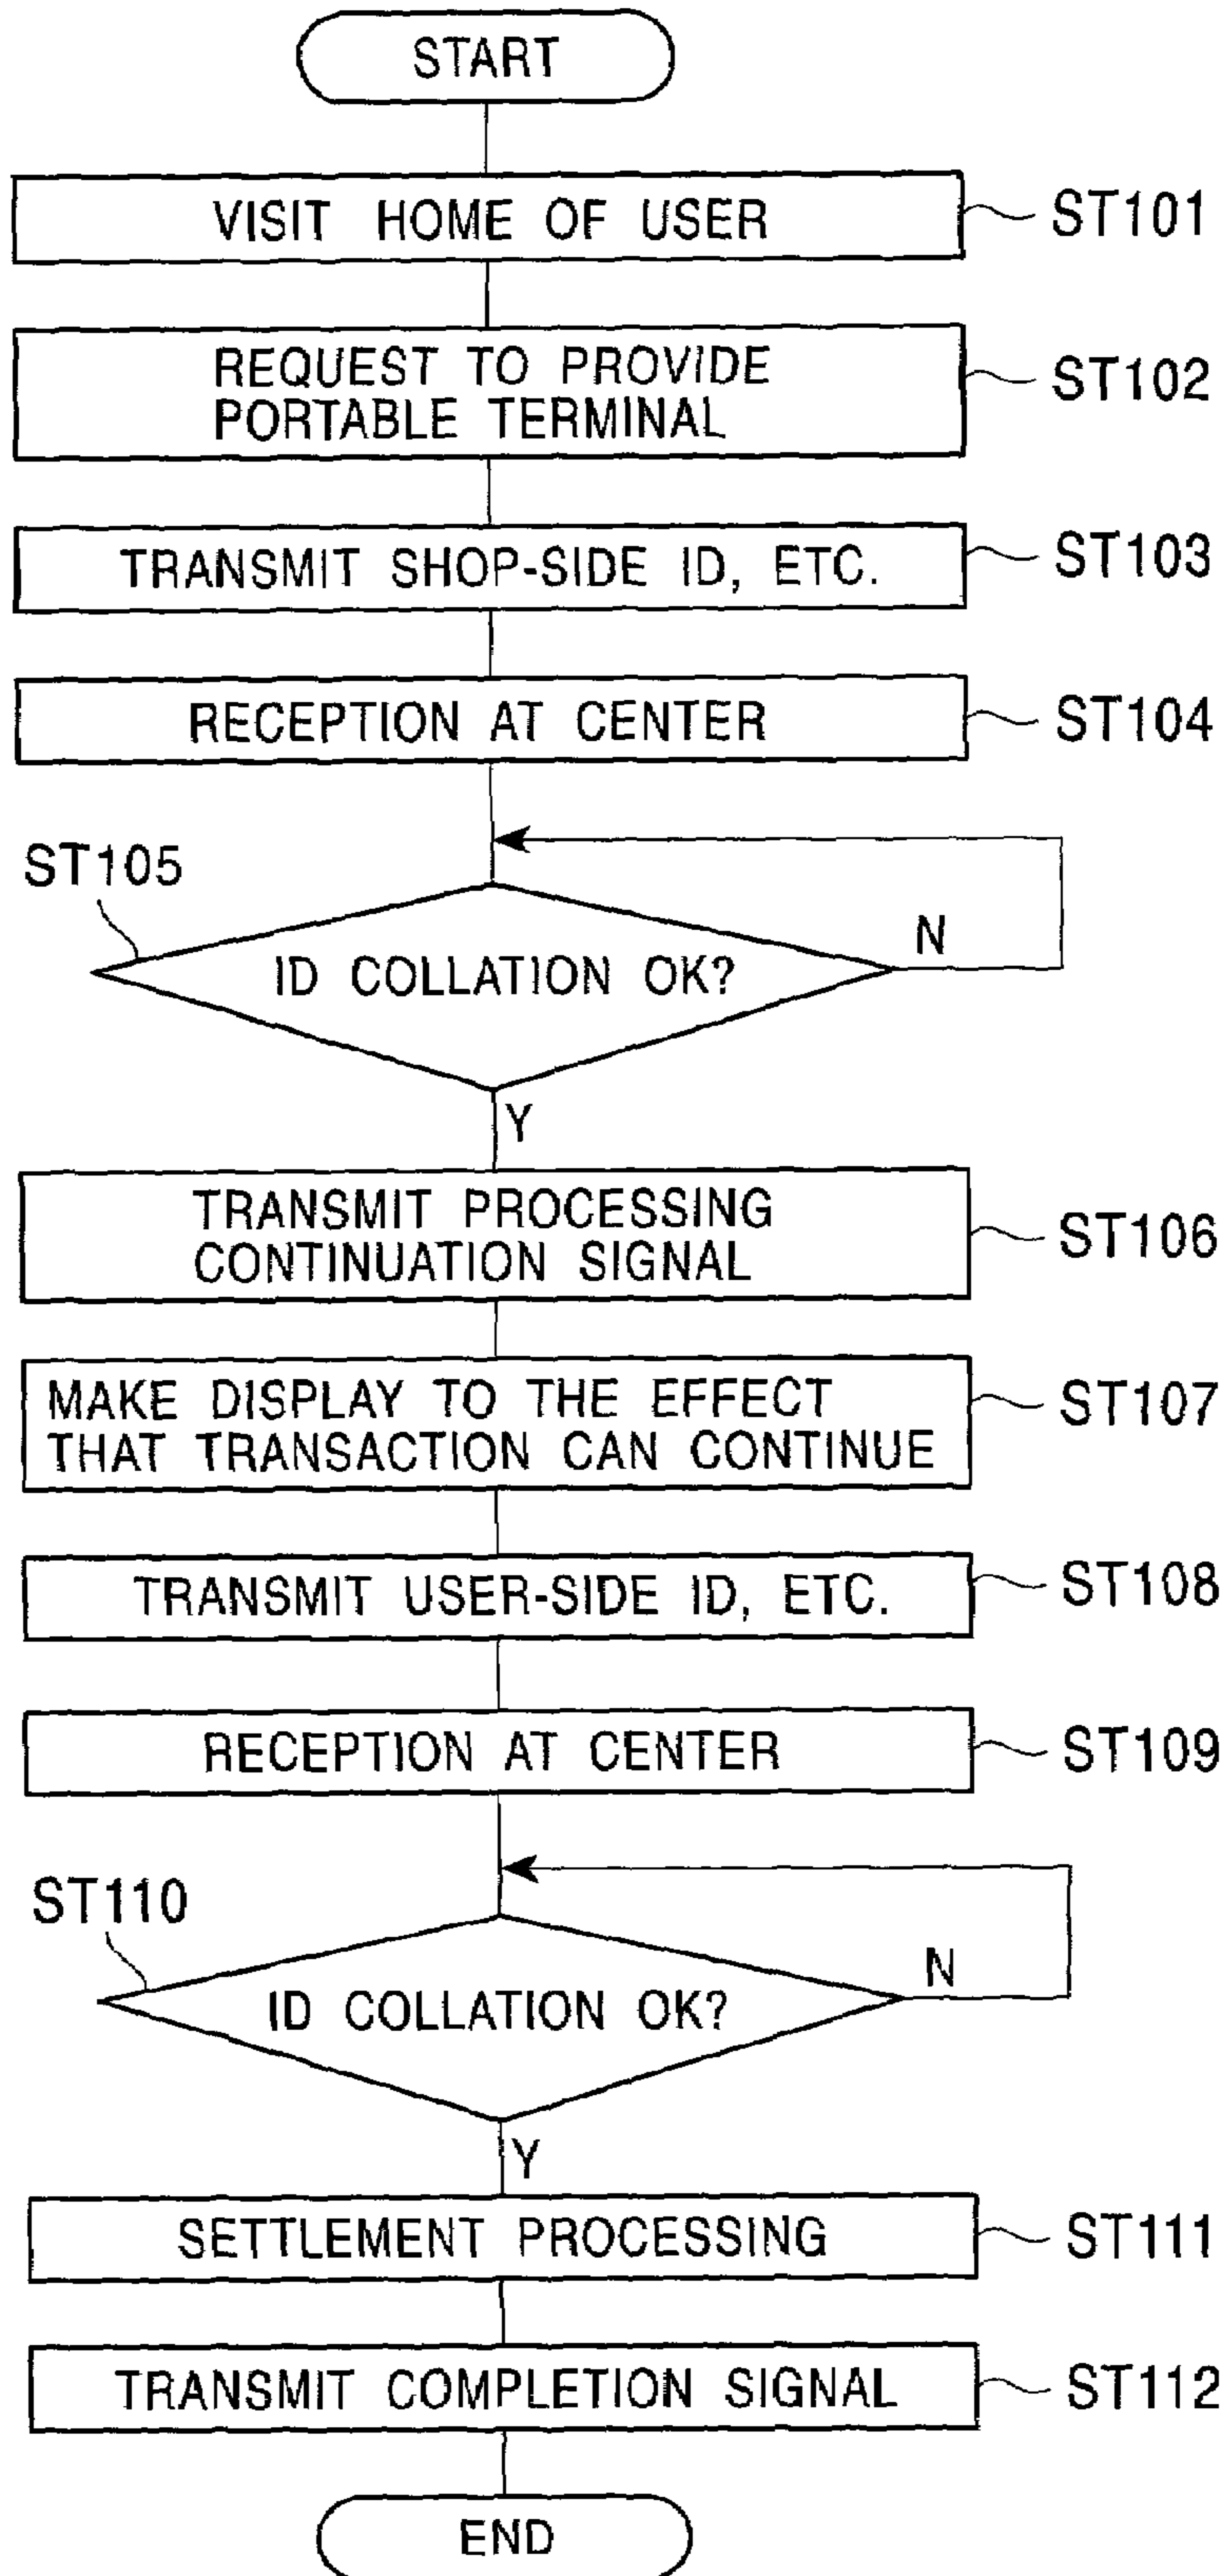 START
VISIT HOME OF USER
ST101
REQUEST TO PROVIDE
PORTABLE TERMINAL
ST102
TRANSMIT SHOP-SIDE ID, ETC.
ST103
RECEPTION AT CENTER
ST104
ST105
ID COLLATION OK?
N
Y
TRANSMIT PROCESSING
CONTINUATION SIGNAL
ST106
MAKE DISPLAY TO THE EFFECT
THAT TRANSACTION CAN CONTINUE
ST107
TRANSMIT USER-SIDE ID, ETC.
ST108
RECEPTION AT CENTER
ST109
ST110
ID COLLATION OK?
N
Y
SETTLEMENT PROCESSING
ST111
TRANSMIT COMPLETION SIGNAL
ST112
END